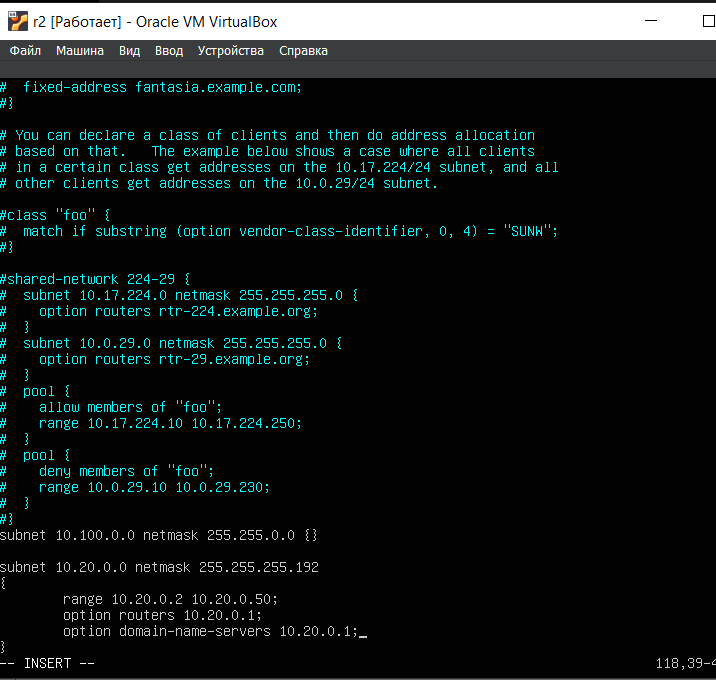 r2 [Работает] - Oracle VM VirtualBox
Файл Машина Вид Ввод Устройства Справка
#  fixed-address fantasia.example.com;
#}
# You can declare a class of clients and then do address allocation
# based on that.   The example below shows a case where all clients
# in a certain class get addresses on the 10.17.224/24 subnet, and all
# other clients get addresses on the 10.0.29/24 subnet.
#class "foo" {
#  match if substring (option vendor-class-identifier, 0, 4) = "SUNW";
#}
#shared-network 224-29 {
#  subnet 10.17.224.0 netmask 255.255.255.0 {
#    option routers rtr-224.example.org;
#  }
#  subnet 10.0.29.0 netmask 255.255.255.0 {
#    option routers rtr-29.example.org;
#  }
#  pool {
#    allow members of "foo";
#    range 10.17.224.10 10.17.224.250;
#  }
#  pool {
#    deny members of "foo";
#    range 10.0.29.10 10.0.29.230;
#  }
#}
subnet 10.100.0.0 netmask 255.255.0.0 {}
subnet 10.20.0.0 netmask 255.255.255.192
{
        range 10.20.0.2 10.20.0.50;
        option routers 10.20.0.1;
        option domain-name-servers 10.20.0.1;_
}
-- INSERT --                                                                       118,39-4